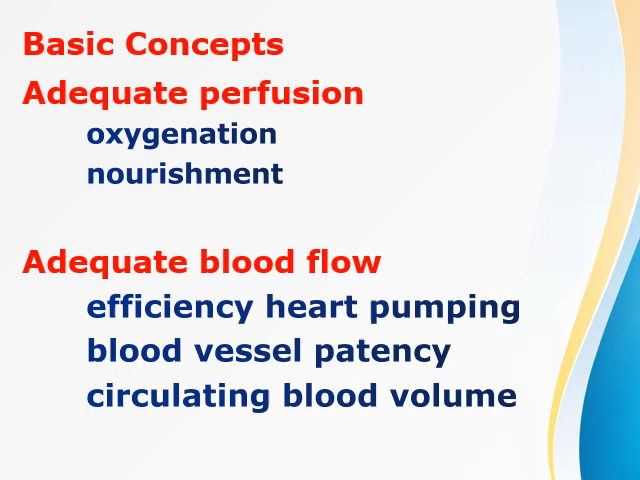 Basic Concepts
Adequate perfusion
oxygenation
nourishment
Adequate blood flow
efficiency heart pumping
blood vessel patency
circulating blood volume